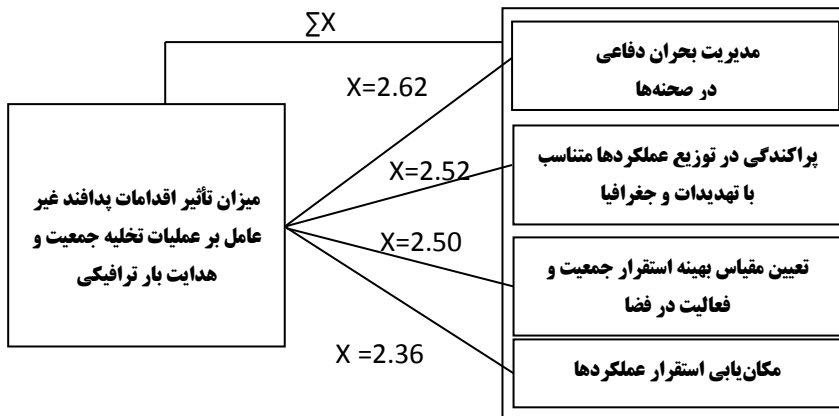 ∑X
مدیریت بحران دفاعی
در صحنه‌ها
X=2.62
پراکندگی در توزیع عملکردها متناسب
با تهدیدات و جغرافیا
X=2.52
میزان تأثیر اقدامات پدافند غیر
عامل بر عملیات تخلیه جمعیت و
هدایت بار ترافیکی
X=2.50
تعیین مقیاس بهینه استقرار جمعیت و
فعالیت در فضا
X =2.36
مکان‌یابی استقرار عملکردها